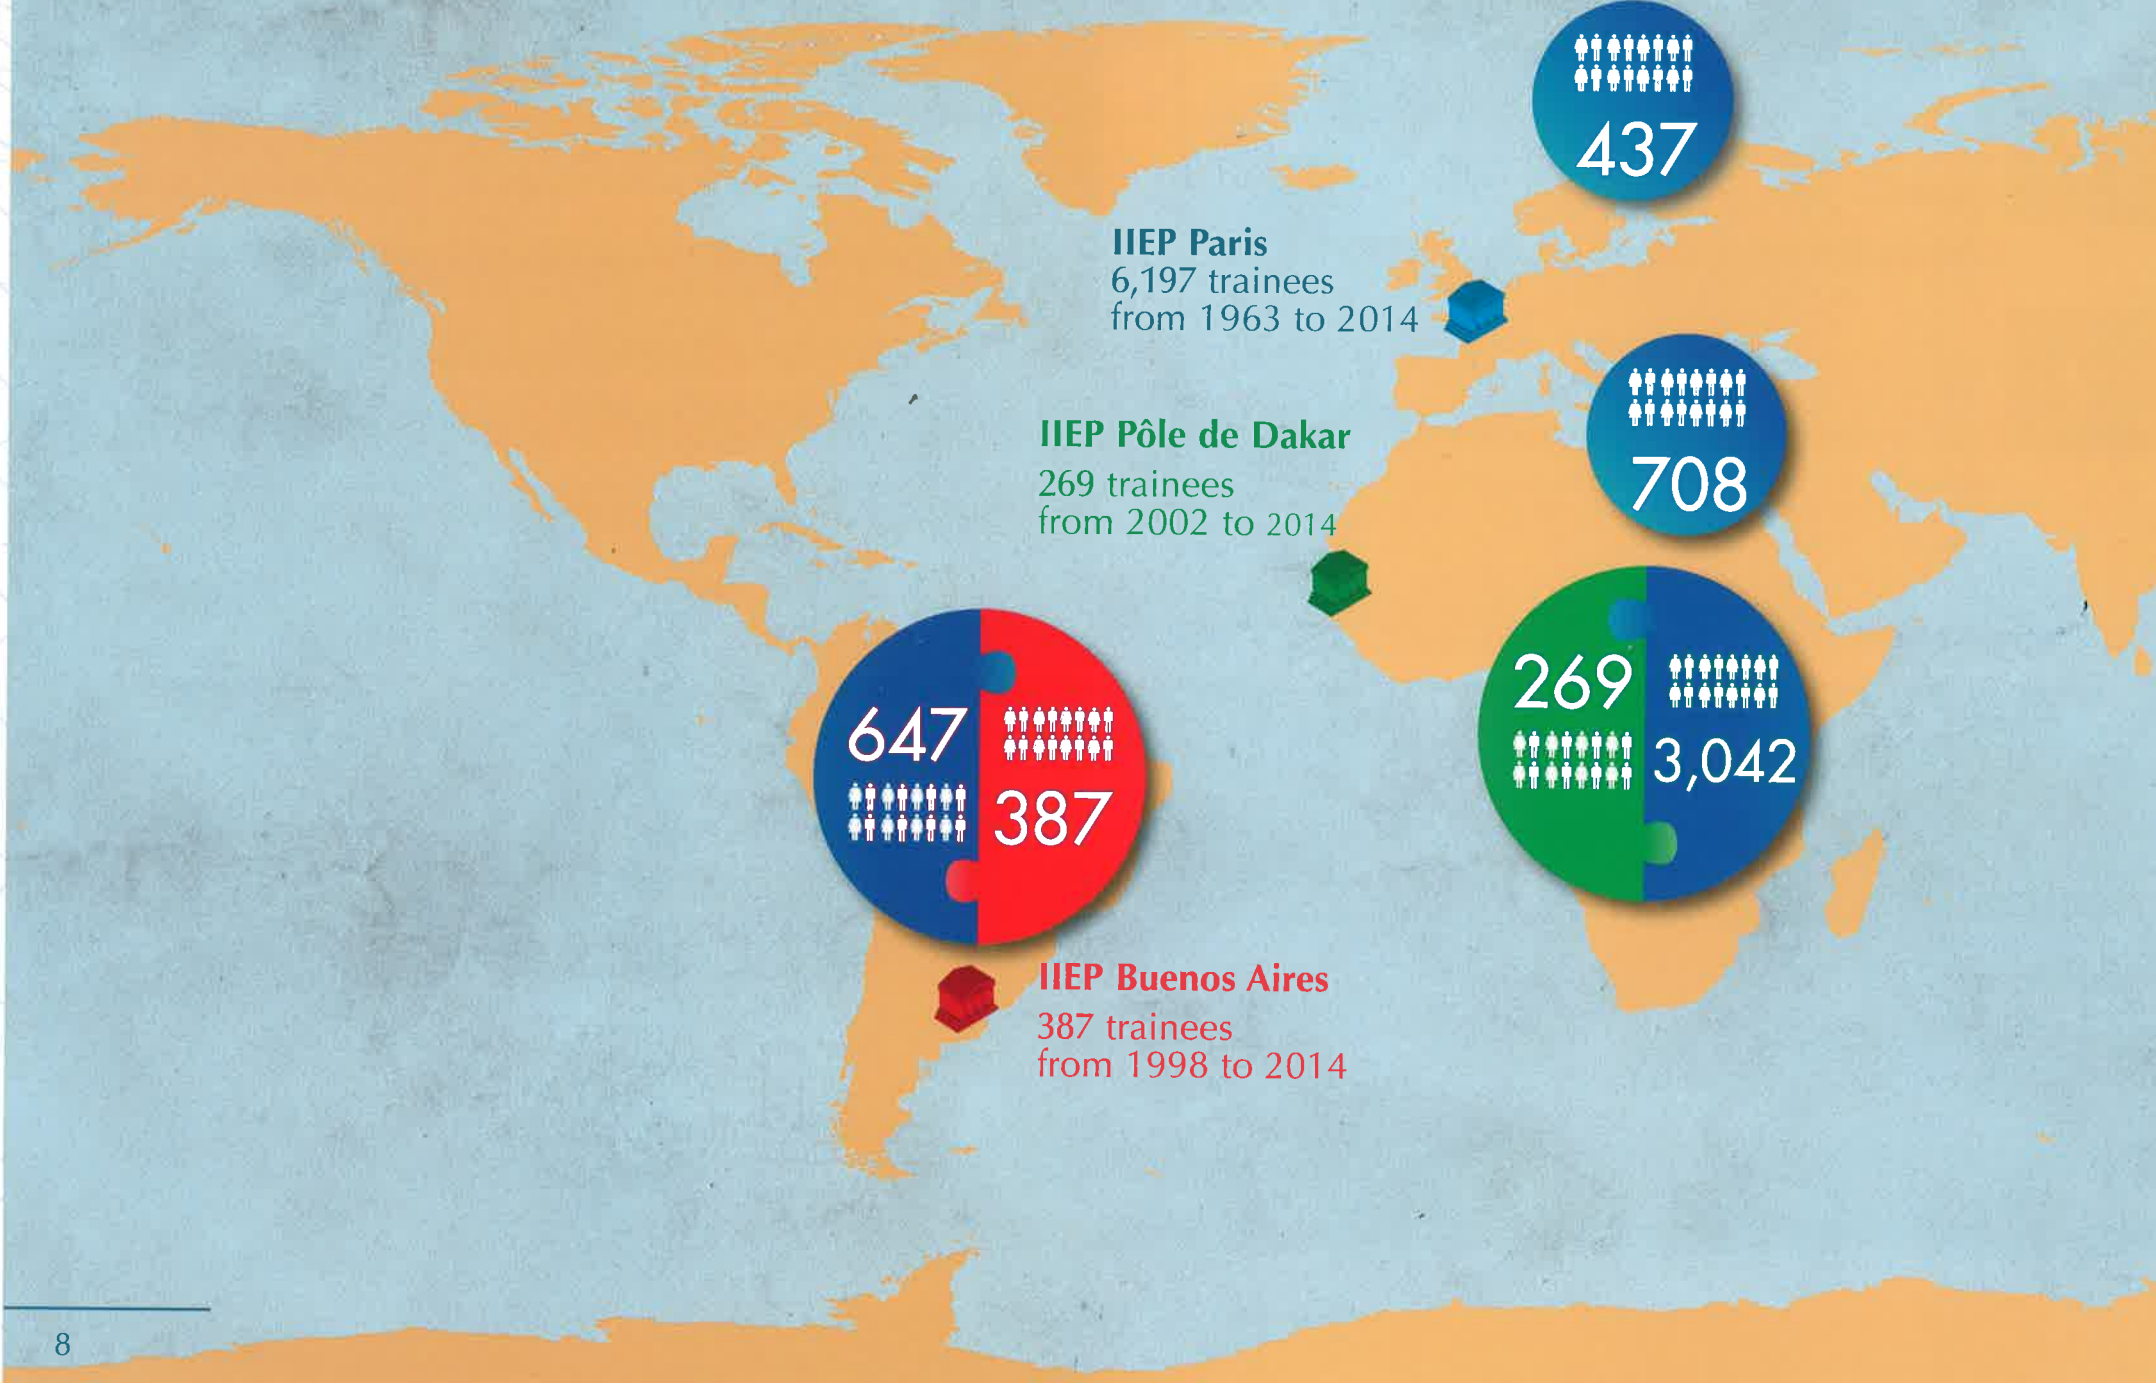 437
IIEP Paris
6,197 trainees
from 1963 to 2014
708
IIEP Pôle de Dakar
269 trainees
from 2002 to 2014
269
3,042
647
387
IIEP Buenos Aires
387 trainees
from 1998 to 2014
8